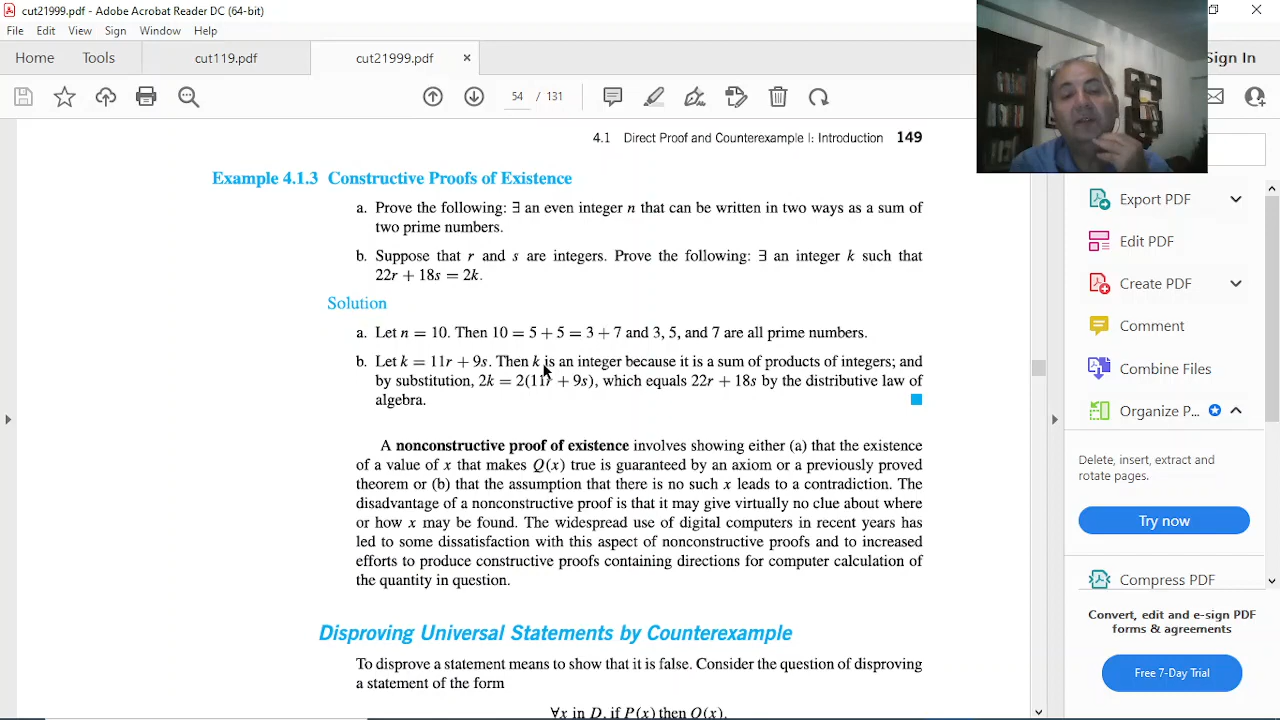 cut21999.pdf - Adobe Acrobat Reader DC (64-bit)
File Edit View Sign Window Help
Home Tools cut119.pdf cut21999.pdf × Sign In
54 / 131
4.1 Direct Proof and Counterexample I: Introduction 149
Example 4.1.3 Constructive Proofs of Existence
a. Prove the following: ∃ an even integer n that can be written in two ways as a sum of
two prime numbers.
b. Suppose that r and s are integers. Prove the following: ∃ an integer k such that
22r + 18s = 2k.
Solution
a. Let n = 10. Then 10 = 5 + 5 = 3 + 7 and 3, 5, and 7 are all prime numbers.
b. Let k = 11r + 9s. Then k is an integer because it is a sum of products of integers; and
by substitution, 2k = 2(11r + 9s), which equals 22r + 18s by the distributive law of
algebra.
A nonconstructive proof of existence involves showing either (a) that the existence
of a value of x that makes Q(x) true is guaranteed by an axiom or a previously proved
theorem or (b) that the assumption that there is no such x leads to a contradiction. The
disadvantage of a nonconstructive proof is that it may give virtually no clue about where
or how x may be found. The widespread use of digital computers in recent years has
led to some dissatisfaction with this aspect of nonconstructive proofs and to increased
efforts to produce constructive proofs containing directions for computer calculation of
the quantity in question.
Disproving Universal Statements by Counterexample
To disprove a statement means to show that it is false. Consider the question of disproving
a statement of the form
∀x in D, if P(x) then Q(x).
Export PDF
Edit PDF
Create PDF
Comment
Combine Files
Organize P...
Delete, insert, extract and
rotate pages.
Try now
Compress PDF
Convert, edit and e-sign PDF
forms & agreements
Free 7-Day Trial